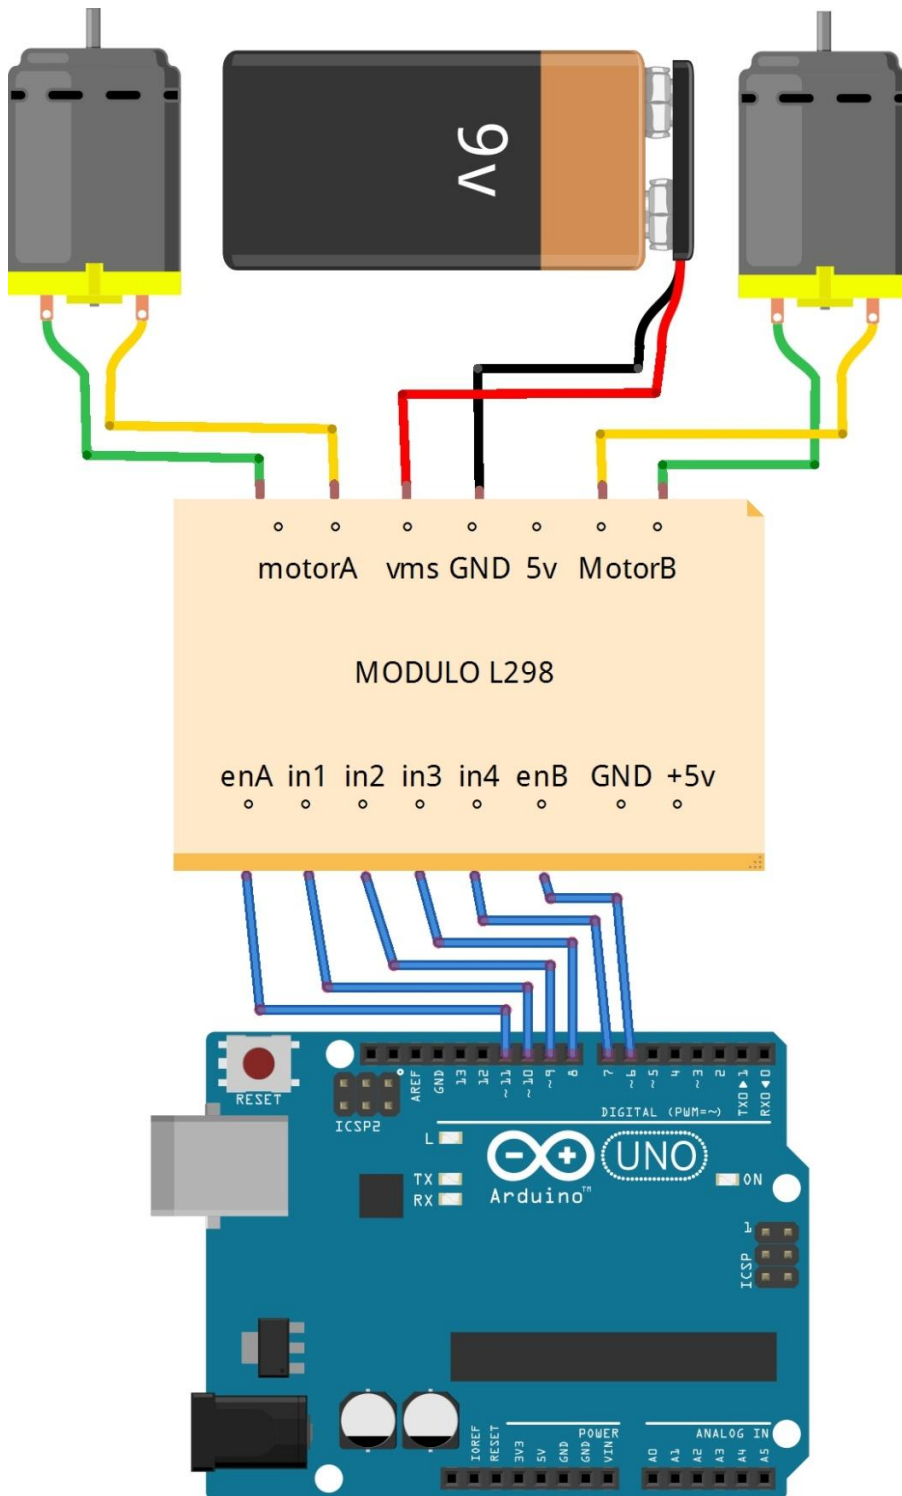 9v
motorA vms GND 5v MotorB
MODULO L298
enA in1 in2 in3 in4 enB GND +5v
RESET
ICSP2
AREF
GND
13
12
~11
~10
~9
8
7
~6
~5
4
~3
2
TX0▶1
RX0◀0
DIGITAL (PWM=~)
L
TX
RX
UNO
Arduino™
ON
1
ICSP
POWER
ANALOG IN
IOREF
RESET
3V3
5V
GND
GND
VIN
A0
A1
A2
A3
A4
A5